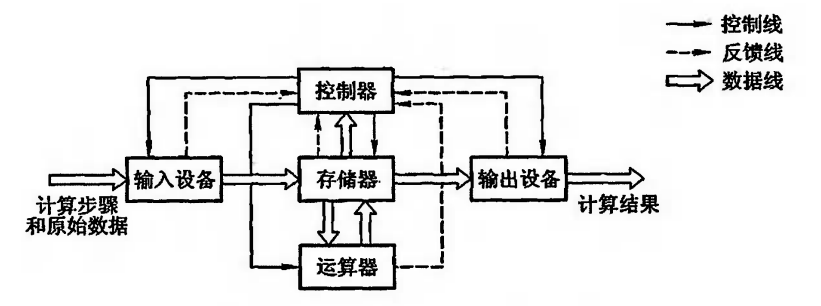 控制线
反馈线
数据线
控制器
输入设备
存储器
输出设备
计算步骤
和原始数据
计算结果
运算器